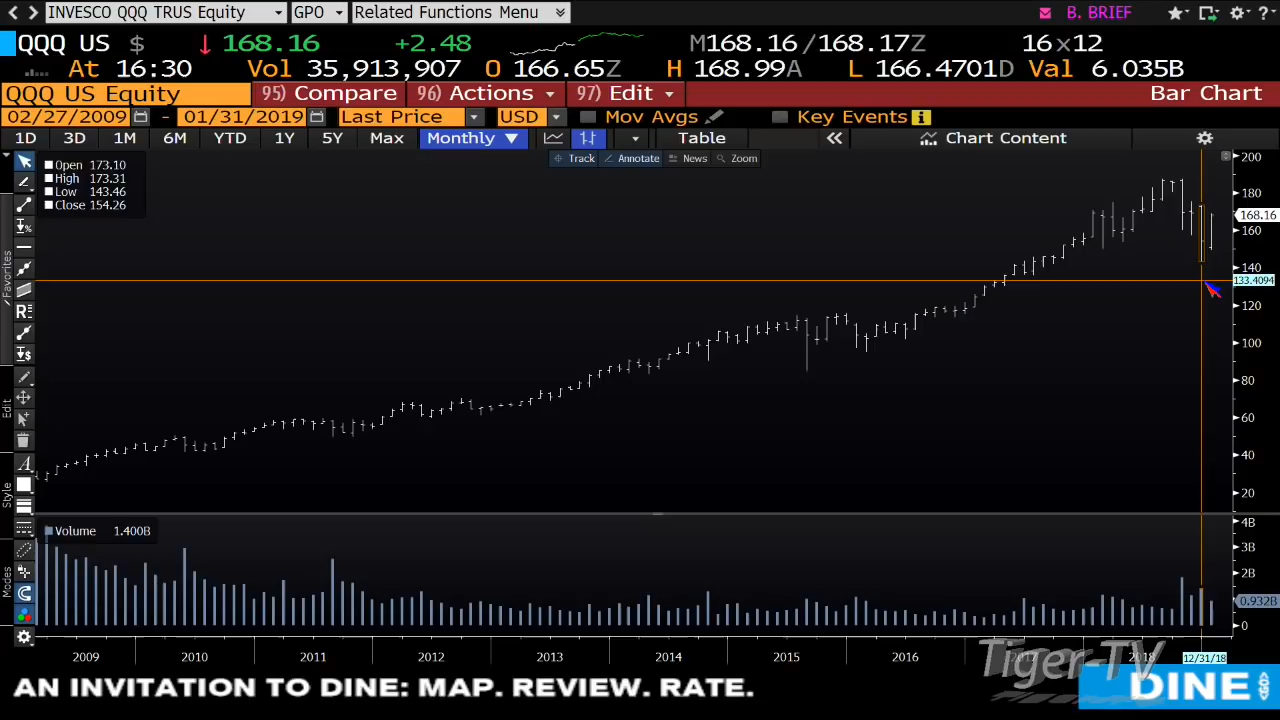 INVESCO QQQ TRUS Equity GPO Related Functions Menu B. BRIEF ?
QQQ US $ 168.16 +2.48 M168.16/168.17Z 16x12
At 16:30 Vol 35,913,907 O 166.65Z H 168.99A L 166.4701D Val 6.035B
QQQ US Equity 95) Compare 96) Actions 97) Edit Bar Chart
02/27/2009 - 01/31/2019 Last Price USD Mov Avgs Key Events i
1D 3D 1M 6M YTD 1Y 5Y Max Monthly ▼ Table « Chart Content
Track Annotate News Zoom
Open 173.10
High 173.31
Low 143.46
Close 154.26
200
180
168.16
160
140
133.4094
120
100
80
60
40
20
Favorites
Edit
Style
Modes
Volume 1.400B
4B
3B
2B
0.932B
0
2009 2010 2011 2012 2013 2014 2015 2016 2018 12/31/18
Tiger-TV
AN INVITATION TO DINE: MAP. REVIEW. RATE.
DINE